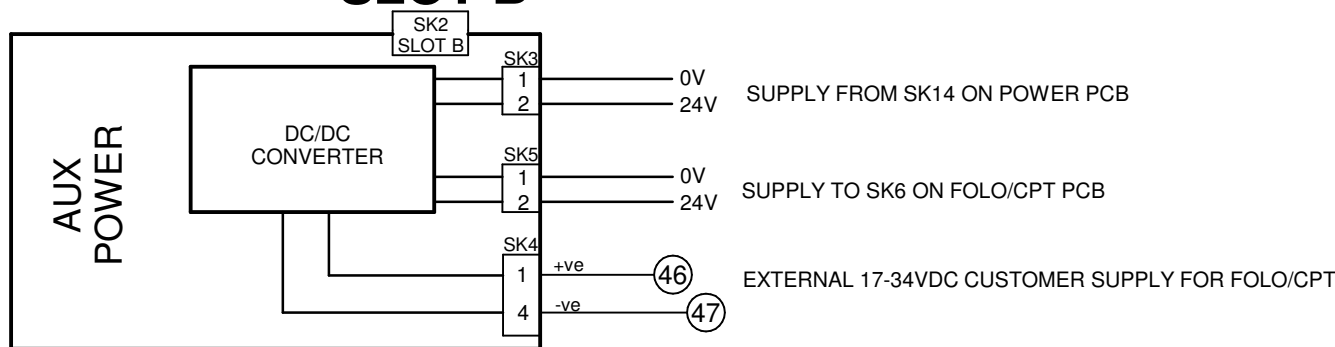 SLOT B
SK2
SLOT B
SK3
1
0V
2
24V
SUPPLY FROM SK14 ON POWER PCB
DC/DC
CONVERTER
AUX
POWER
SK5
1
0V
2
24V
SUPPLY TO SK6 ON FOLO/CPT PCB
SK4
1
+ve
46
EXTERNAL 17-34VDC CUSTOMER SUPPLY FOR FOLO/CPT
4
-ve
47